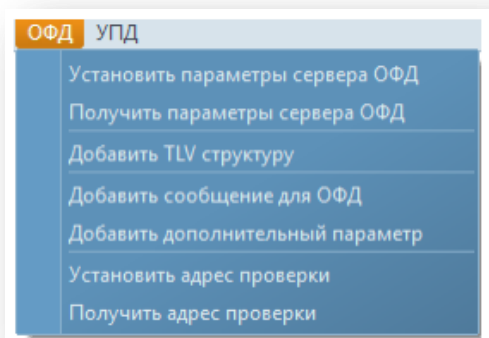 ОФД УПД
Установить параметры сервера ОФД
Получить параметры сервера ОФД
Добавить TLV структуру
Добавить сообщение для ОФД
Добавить дополнительный параметр
Установить адрес проверки
Получить адрес проверки